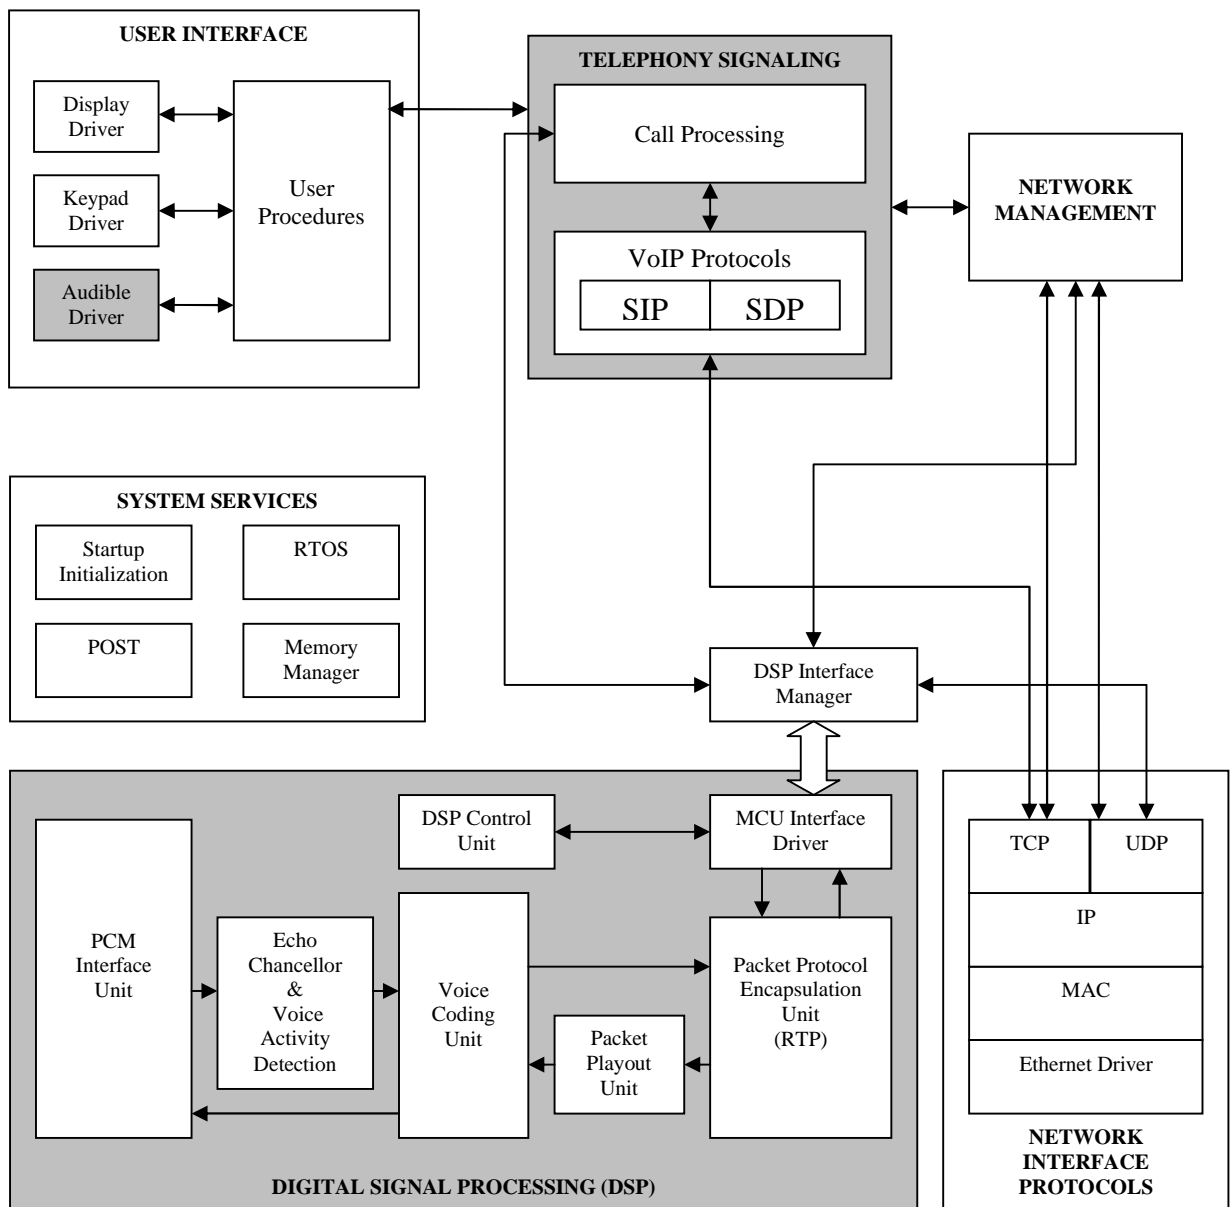 USER INTERFACE
Display
Driver
Keypad
Driver
Audible
Driver
User
Procedures
TELEPHONY SIGNALING
Call Processing
VoIP Protocols
SIP
SDP
NETWORK
MANAGEMENT
SYSTEM SERVICES
Startup
Initialization
RTOS
POST
Memory
Manager
DSP Interface
Manager
DSP Control
Unit
MCU Interface
Driver
PCM
Interface
Unit
Echo
Chancellor
&
Voice
Activity
Detection
Voice
Coding
Unit
Packet
Playout
Unit
Packet Protocol
Encapsulation
Unit
(RTP)
DIGITAL SIGNAL PROCESSING (DSP)
TCP
UDP
IP
MAC
Ethernet Driver
NETWORK
INTERFACE
PROTOCOLS